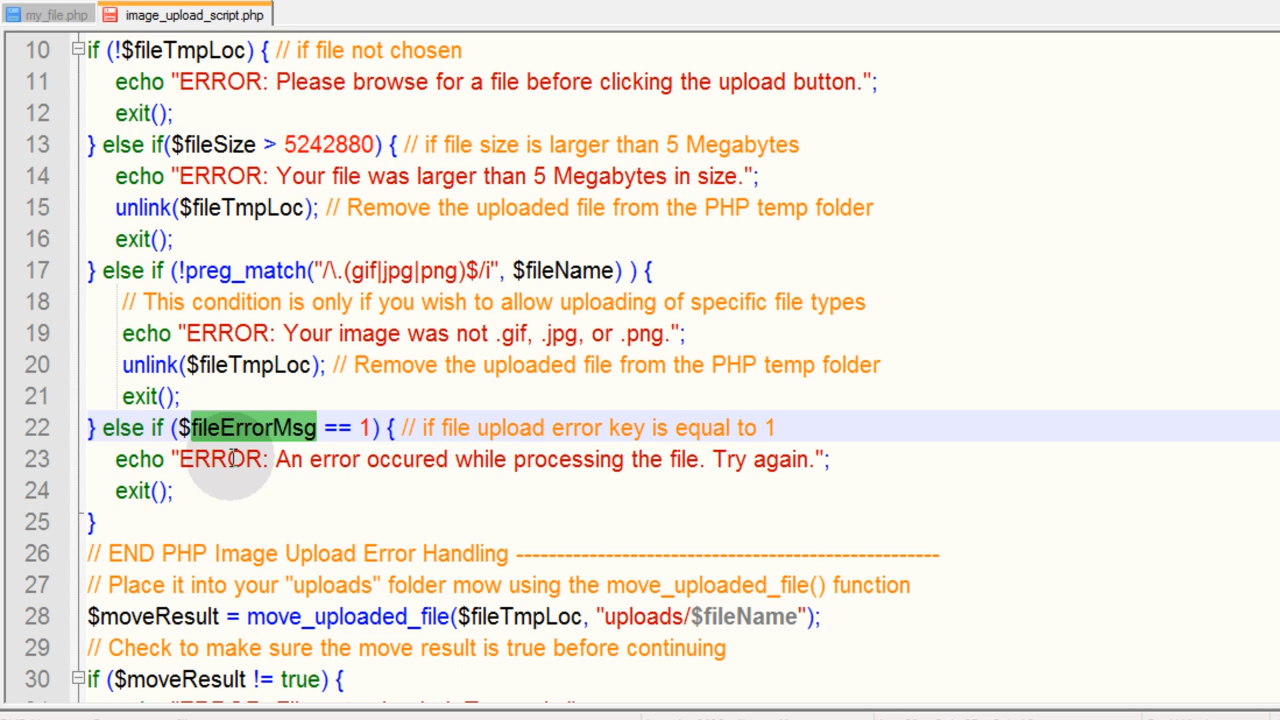 my_file.php image_upload_script.php
10 if (!$fileTmpLoc) { // if file not chosen
11 echo "ERROR: Please browse for a file before clicking the upload button.";
12 exit();
13 } else if($fileSize > 5242880) { // if file size is larger than 5 Megabytes
14 echo "ERROR: Your file was larger than 5 Megabytes in size.";
15 unlink($fileTmpLoc); // Remove the uploaded file from the PHP temp folder
16 exit();
17 } else if (!preg_match("/\.(gif|jpg|png)$/i", $fileName) ) {
18 // This condition is only if you wish to allow uploading of specific file types
19 echo "ERROR: Your image was not .gif, .jpg, or .png.";
20 unlink($fileTmpLoc); // Remove the uploaded file from the PHP temp folder
21 exit();
22 } else if ($fileErrorMsg == 1) { // if file upload error key is equal to 1
23 echo "ERROR: An error occured while processing the file. Try again.";
24 exit();
25 }
26 // END PHP Image Upload Error Handling ----------------------------------------------------
27 // Place it into your "uploads" folder mow using the move_uploaded_file() function
28 $moveResult = move_uploaded_file($fileTmpLoc, "uploads/$fileName");
29 // Check to make sure the move result is true before continuing
30 if ($moveResult != true) {